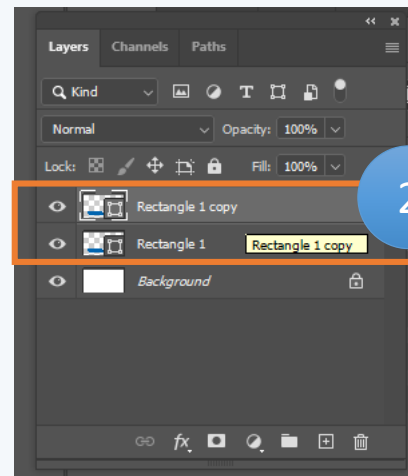 Layers Channels Paths
Kind
Normal Opacity: 100%
Lock: Fill: 100%
Rectangle 1 copy
2
Rectangle 1 Rectangle 1 copy
Background
fx